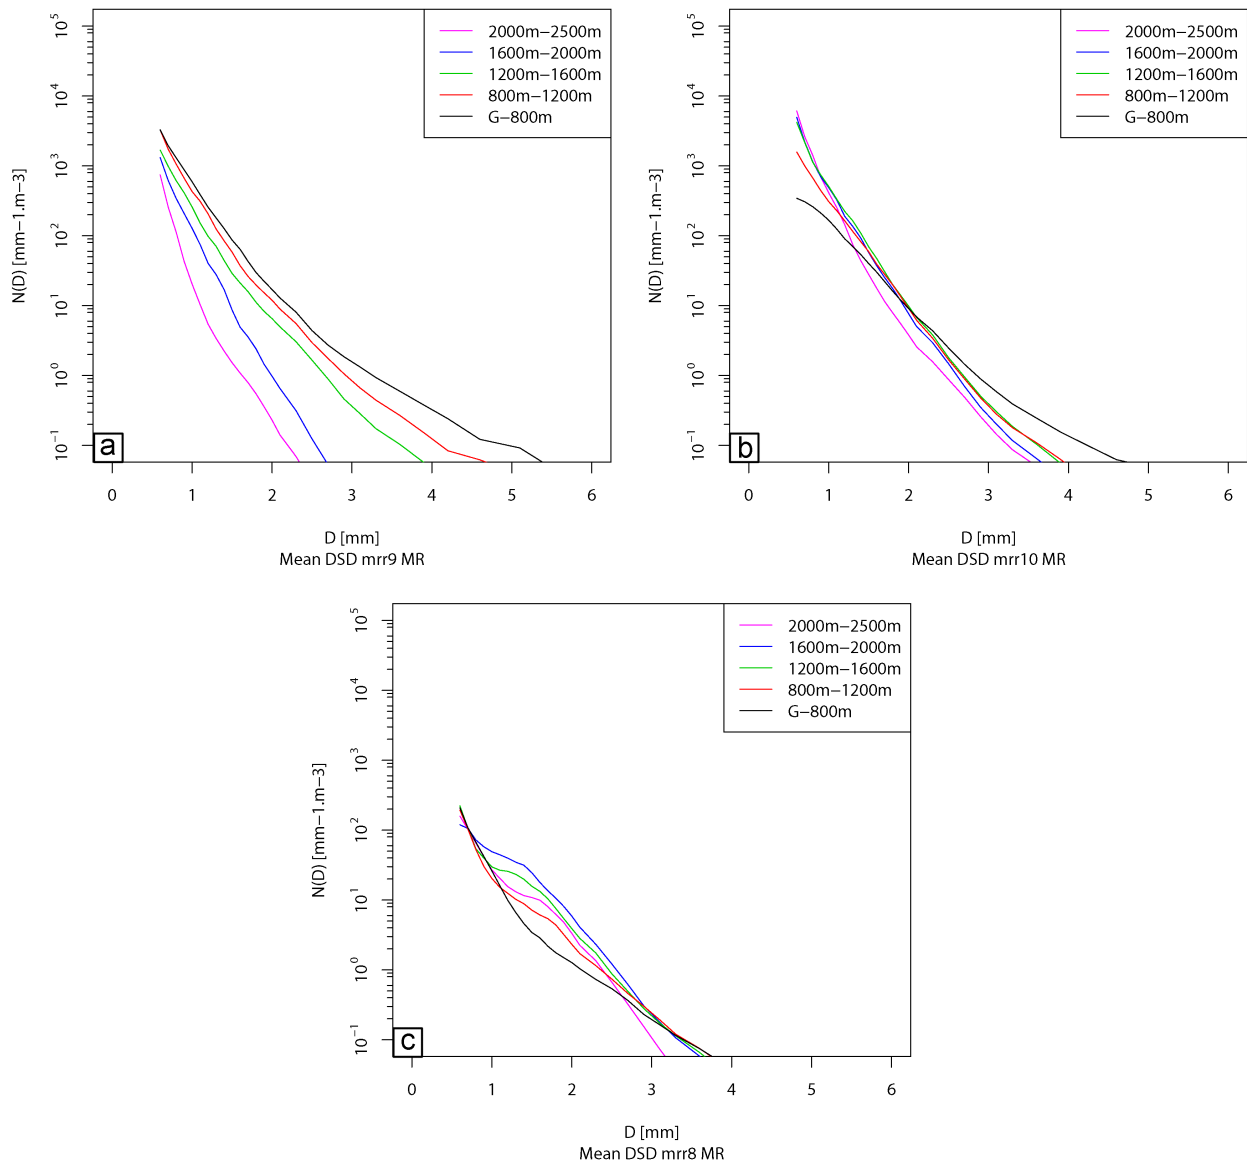 2000m−2500m
1600m−2000m
1200m−1600m
800m−1200m
G−800m
N(D) [mm−1.m−3]
10^5
10^4
10^3
10^2
10^1
10^0
10^−1
a
0 1 2 3 4 5 6
D [mm]
Mean DSD mrr9 MR
2000m−2500m
1600m−2000m
1200m−1600m
800m−1200m
G−800m
N(D) [mm−1.m−3]
10^5
10^4
10^3
10^2
10^1
10^0
10^−1
b
0 1 2 3 4 5 6
D [mm]
Mean DSD mrr10 MR
2000m−2500m
1600m−2000m
1200m−1600m
800m−1200m
G−800m
N(D) [mm−1.m−3]
10^5
10^4
10^3
10^2
10^1
10^0
10^−1
c
0 1 2 3 4 5 6
D [mm]
Mean DSD mrr8 MR